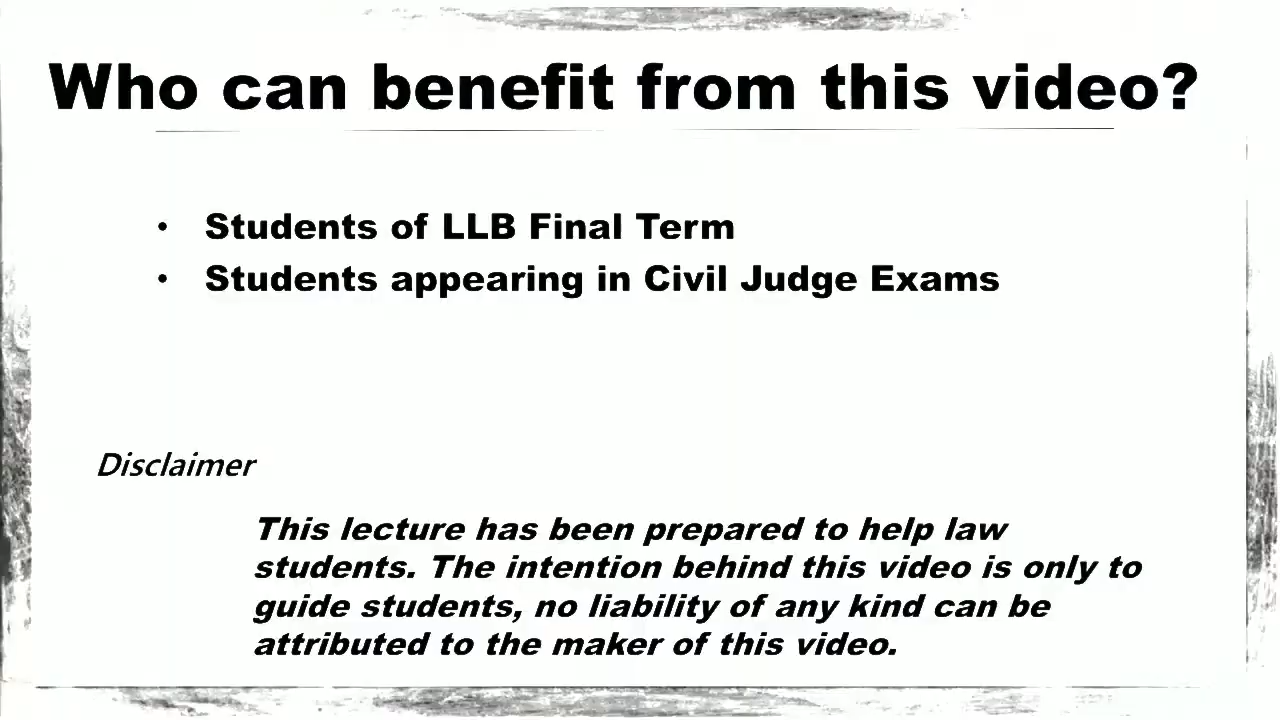 Who can benefit from this video?
• Students of LLB Final Term
• Students appearing in Civil Judge Exams
Disclaimer
This lecture has been prepared to help law
students. The intention behind this video is only to
guide students, no liability of any kind can be
attributed to the maker of this video.